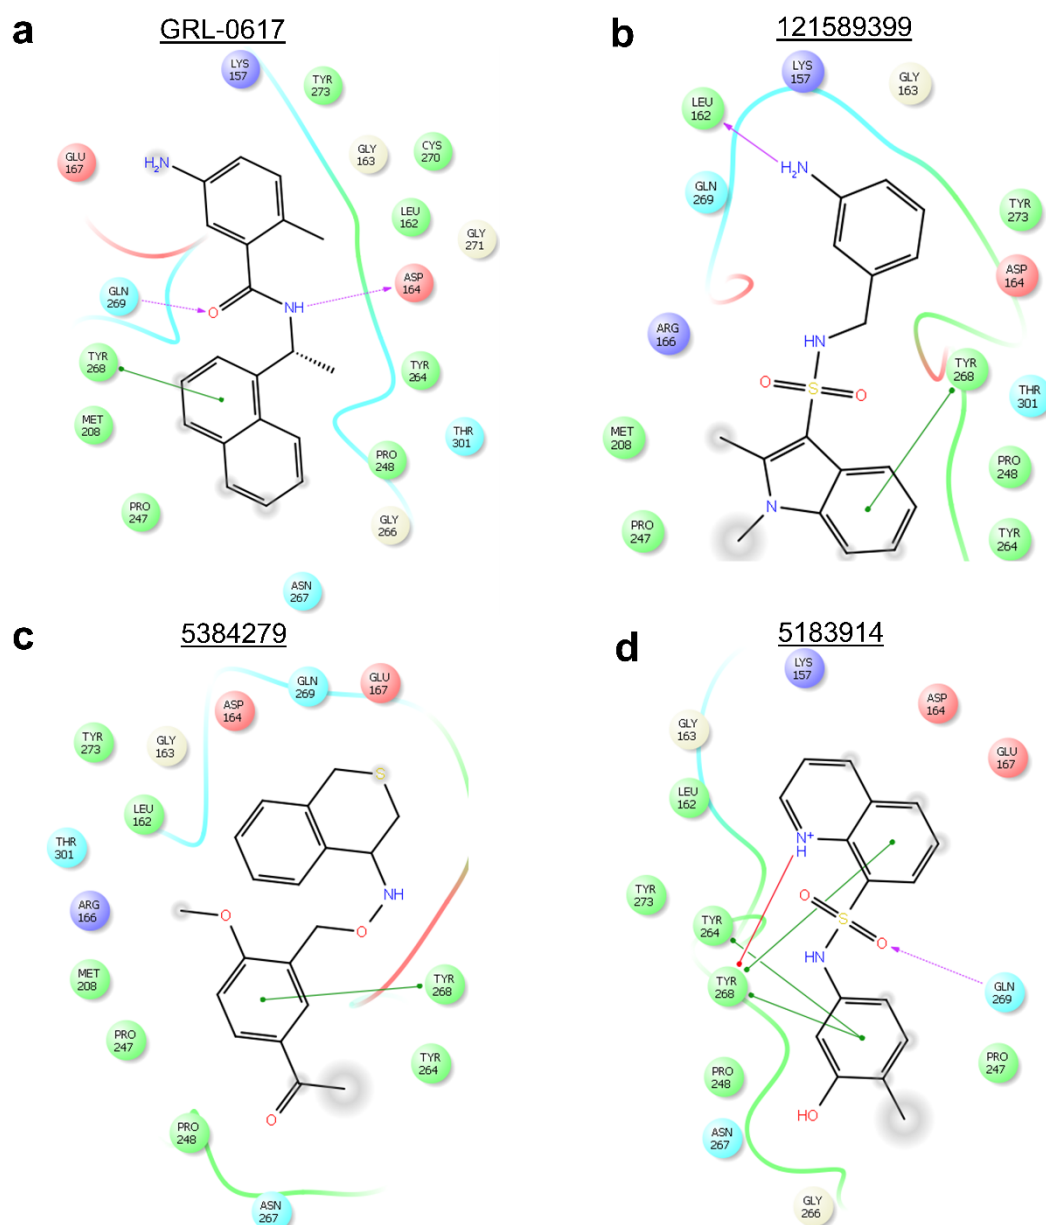 a
GRL-0617
LYS
157
TYR
273
GLU
167
H₂N
GLY
163
CYS
270
LEU
162
GLY
271
ASP
164
GLN
269
O
NH
TYR
268
TYR
264
MET
208
THR
301
PRO
248
PRO
247
GLY
266
ASN
267
b
121589399
LYS
157
GLY
163
LEU
162
H₂N
GLN
269
TYR
273
ASP
164
ARG
166
HN
TYR
268
O
S
O
THR
301
MET
208
PRO
248
N
PRO
247
TYR
264
c
5384279
GLN
269
GLU
167
ASP
164
TYR
273
GLY
163
S
LEU
162
THR
301
NH
ARG
166
O
O
MET
208
TYR
268
PRO
247
TYR
264
O
PRO
248
ASN
267
d
5183914
LYS
157
ASP
164
GLY
163
GLU
167
LEU
162
N⁺
H
TYR
273
O
S
TYR
264
O
HN
TYR
268
GLN
269
PRO
248
PRO
247
HO
ASN
267
GLY
266